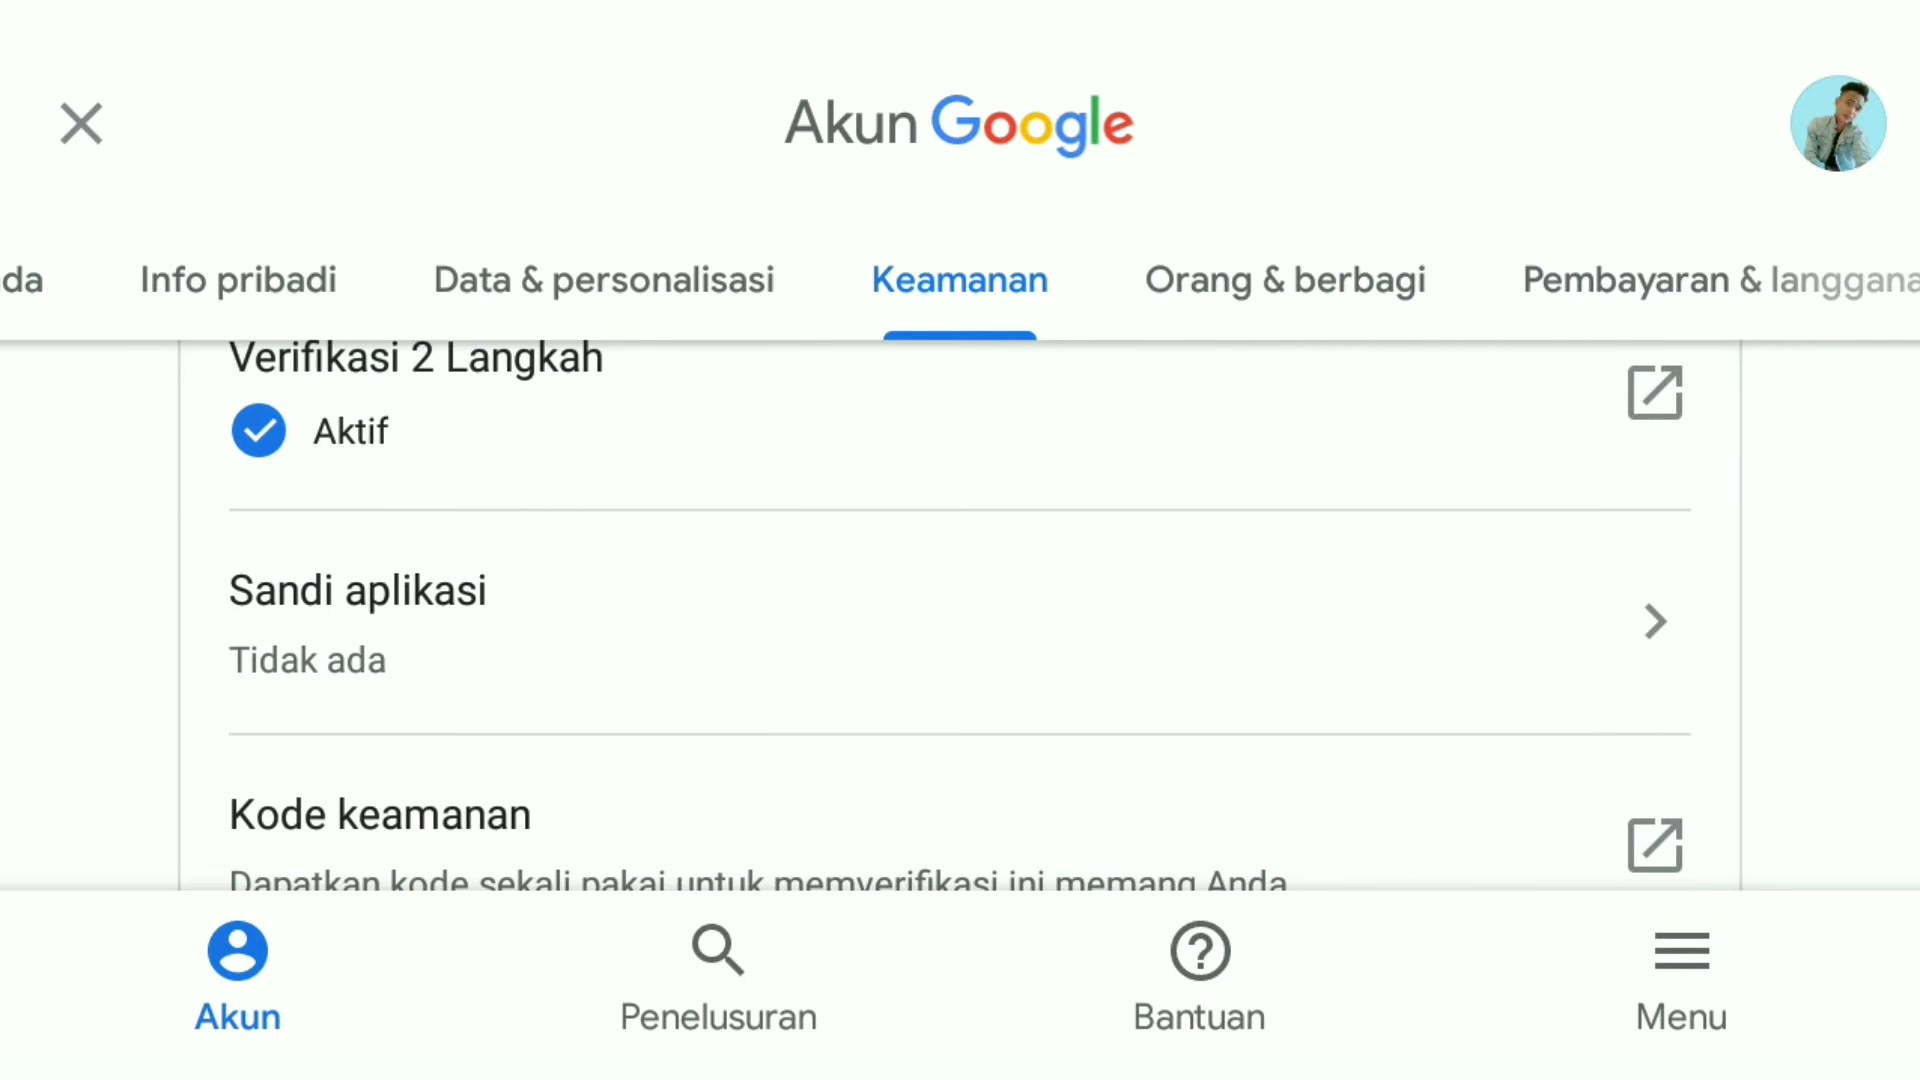 Akun Google
da Info pribadi Data & personalisasi Keamanan Orang & berbagi Pembayaran & langgana
Verifikasi 2 Langkah
Aktif
Sandi aplikasi
Tidak ada
Kode keamanan
Dapatkan kode sekali pakai untuk memverifikasi ini memang Anda
Akun Penelusuran Bantuan Menu